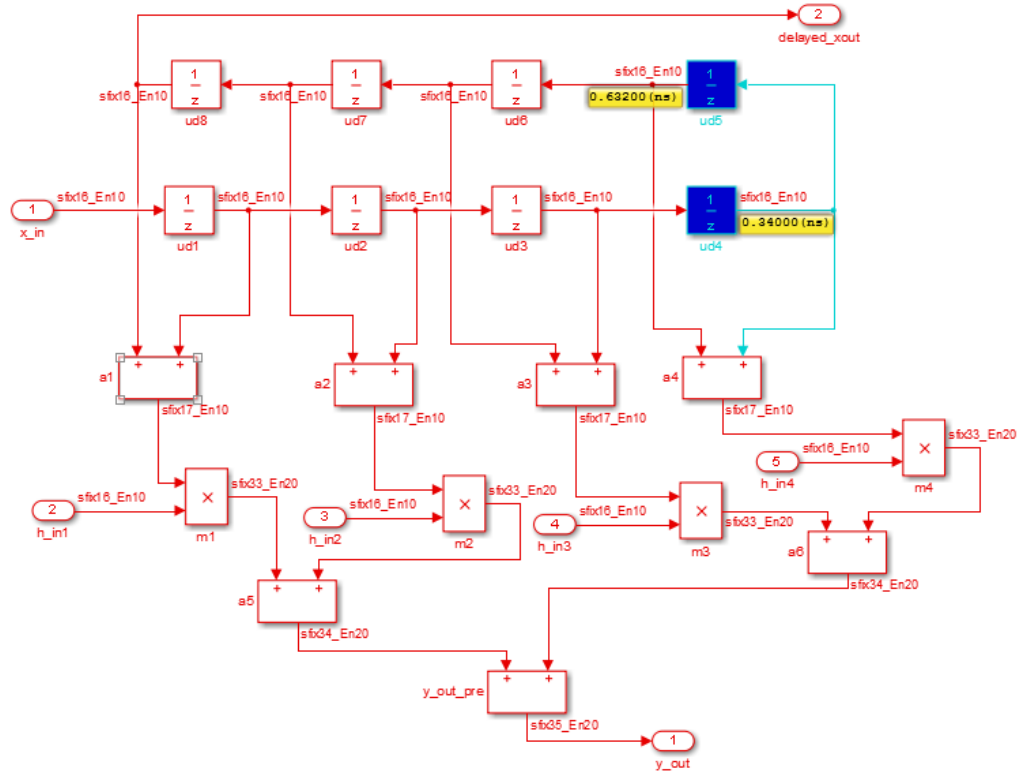 2
delayed_xout
1
z
ud8
1
z
ud7
1
z
ud6
1
z
ud5
sfix16_En10
sfix16_En10
sfix16_En10
sfix16_En10
0.63200(ns)
1
x_in
sfix16_En10
1
z
ud1
sfix16_En10
1
z
ud2
sfix16_En10
1
z
ud3
sfix16_En10
1
z
ud4
sfix16_En10
0.34000(ns)
a1
+ +
sfix17_En10
a2
+ +
sfix17_En10
a3
+ +
sfix17_En10
a4
+ +
sfix17_En10
2
h_in1
sfix16_En10
×
m1
sfix33_En20
3
h_in2
sfix16_En10
×
m2
sfix33_En20
4
h_in3
sfix16_En10
×
m3
sfix33_En20
5
h_in4
sfix16_En10
×
m4
sfix33_En20
a5
+ +
sfix34_En20
a6
+ +
sfix34_En20
y_out_pre
+ +
sfix35_En20
1
y_out